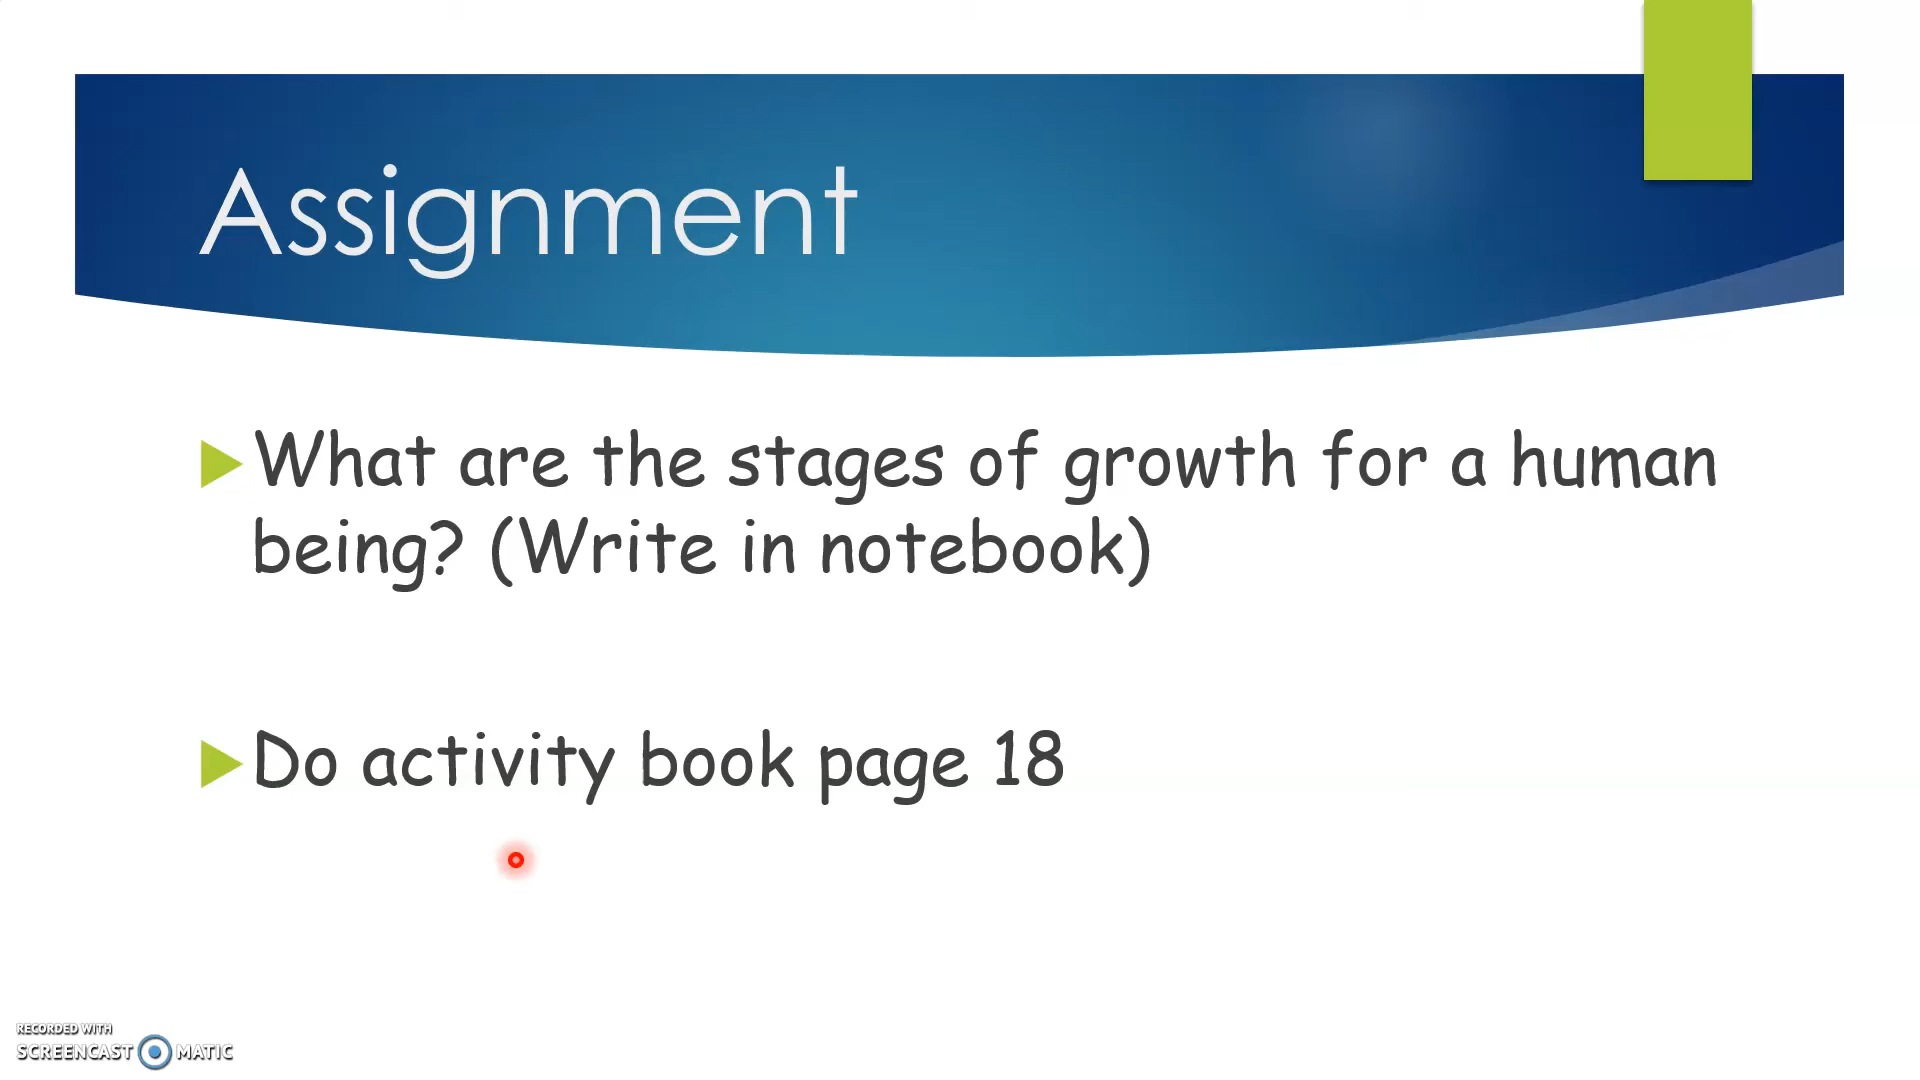 Assignment
What are the stages of growth for a human
being? (Write in notebook)
Do activity book page 18
RECORDED WITH
SCREENCAST MATIC